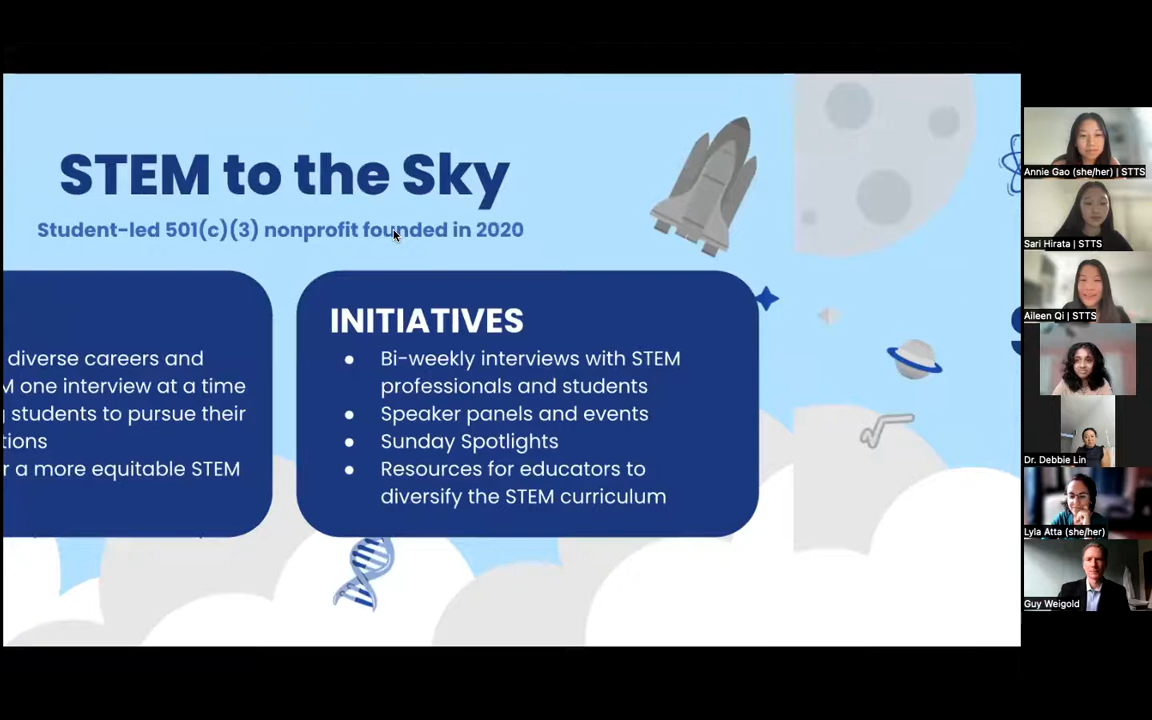 STEM to the Sky
Student-led 501(c)(3) nonprofit founded in 2020
diverse careers and
one interview at a time
students to pursue their
a more equitable STEM
INITIATIVES
● Bi-weekly interviews with STEM
professionals and students
● Speaker panels and events
● Sunday Spotlights
● Resources for educators to
diversify the STEM curriculum
Annie Gao (she/her) | STTS
Sari Hirata | STTS
Aileen Qi | STTS
Dr. Debbie Lin
Lyla Atta (she/her)
Guy Weigold